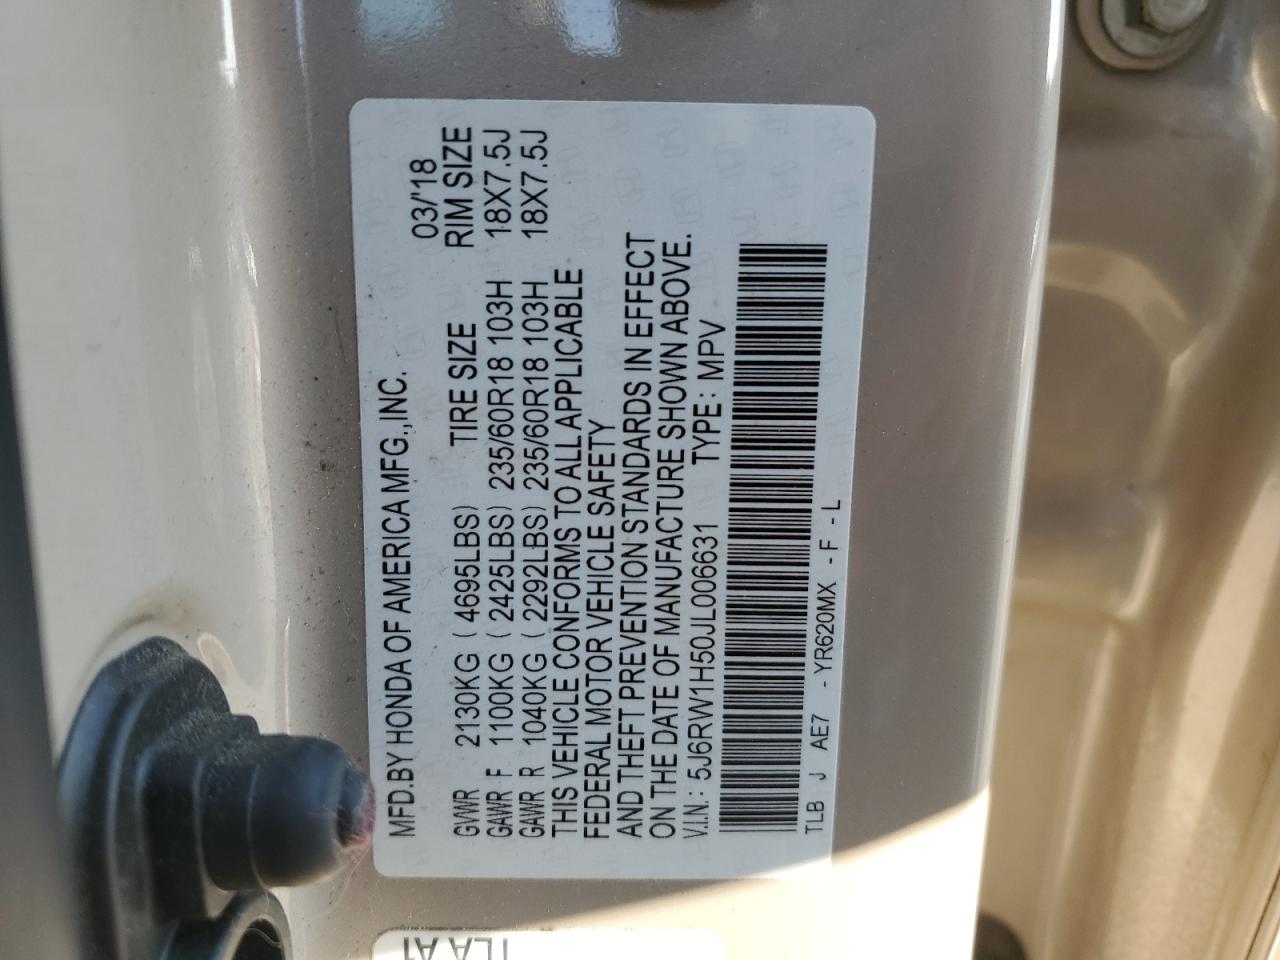 MFD.BY HONDA OF AMERICA MFG.,INC. 03/'18
TIRE SIZE RIM SIZE
GVWR 2130KG ( 4695LBS)
GAWR F 1100KG ( 2425LBS) 235/60R18 103H 18X7.5J
GAWR R 1040KG ( 2292LBS) 235/60R18 103H 18X7.5J
THIS VEHICLE CONFORMS TO ALL APPLICABLE
FEDERAL MOTOR VEHICLE SAFETY
AND THEFT PREVENTION STANDARDS IN EFFECT
ON THE DATE OF MANUFACTURE SHOWN ABOVE.
V.I.N.: 5J6RW1H50JL006631 TYPE: MPV
TLB J AE7 - YR620MX - F - L